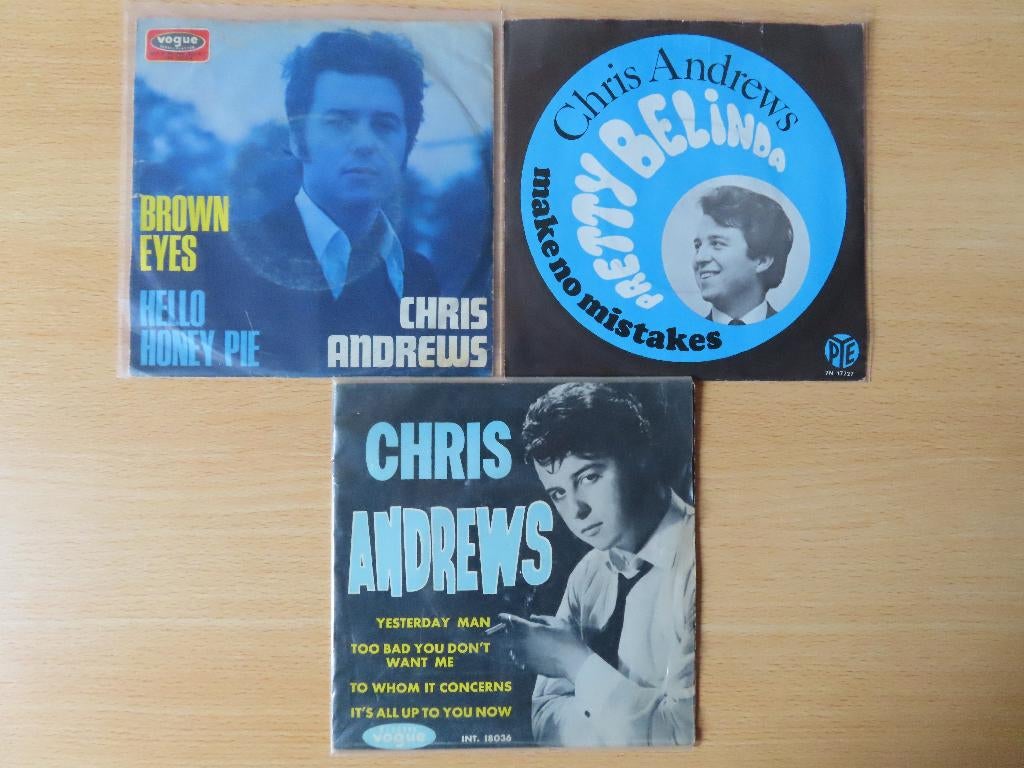 vogue
BROWN
EYES
HELLO
HONEY PIE
CHRIS
ANDREWS
Chris Andrews
PRETTY BELINDA
make no mistakes
PYE
7N 17727
CHRIS
ANDREWS
YESTERDAY MAN
TOO BAD YOU DON'T
WANT ME
TO WHOM IT CONCERNS
IT'S ALL UP TO YOU NOW
vogue
INT. 18036